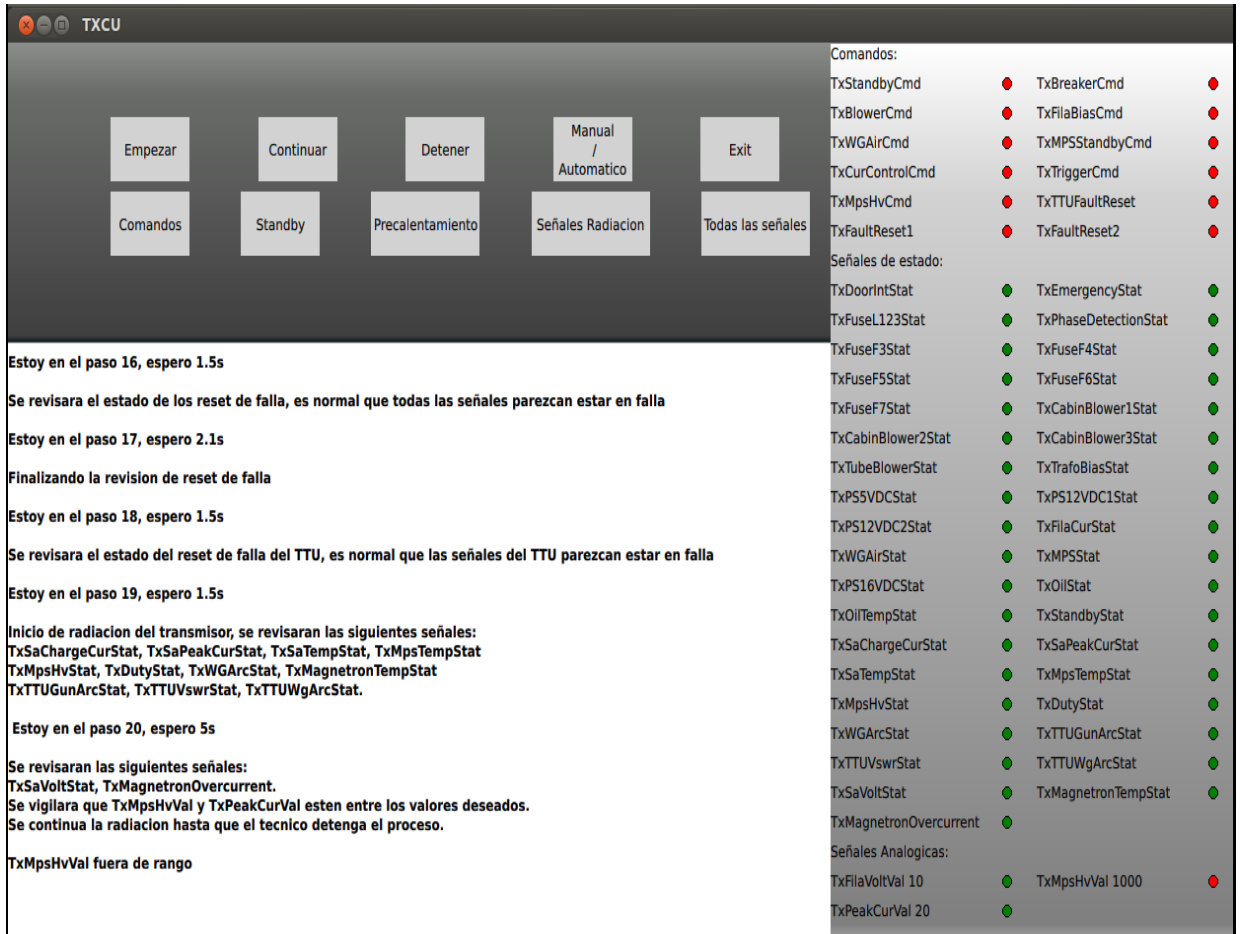 TXCU
Empezar
Continuar
Detener
Manual
/
Automatico
Exit
Comandos
Standby
Precalentamiento
Señales Radiacion
Todas las señales
Estoy en el paso 16, espero 1.5s
Se revisara el estado de los reset de falla, es normal que todas las señales parezcan estar en falla
Estoy en el paso 17, espero 2.1s
Finalizando la revision de reset de falla
Estoy en el paso 18, espero 1.5s
Se revisara el estado del reset de falla del TTU, es normal que las señales del TTU parezcan estar en falla
Estoy en el paso 19, espero 1.5s
Inicio de radiacion del transmisor, se revisaran las siguientes señales:
TxSaChargeCurStat, TxSaPeakCurStat, TxSaTempStat, TxMpsTempStat
TxMpsHvStat, TxDutyStat, TxWGArcStat, TxMagnetronTempStat
TxTTUGunArcStat, TxTTUVswrStat, TxTTUWgArcStat.
Estoy en el paso 20, espero 5s
Se revisaran las siguientes señales:
TxSaVoltStat, TxMagnetronOvercurrent.
Se vigilara que TxMpsHvVal y TxPeakCurVal esten entre los valores deseados.
Se continua la radiacion hasta que el tecnico detenga el proceso.
TxMpsHvVal fuera de rango
Comandos:
TxStandbyCmd TxBreakerCmd
TxBlowerCmd TxFilaBiasCmd
TxWGAirCmd TxMPSStandbyCmd
TxCurControlCmd TxTriggerCmd
TxMpsHvCmd TxTTUFaultReset
TxFaultReset1 TxFaultReset2
Señales de estado:
TxDoorIntStat TxEmergencyStat
TxFuseL123Stat TxPhaseDetectionStat
TxFuseF3Stat TxFuseF4Stat
TxFuseF5Stat TxFuseF6Stat
TxFuseF7Stat TxCabinBlower1Stat
TxCabinBlower2Stat TxCabinBlower3Stat
TxTubeBlowerStat TxTrafoBiasStat
TxPS5VDCStat TxPS12VDC1Stat
TxPS12VDC2Stat TxFilaCurStat
TxWGAirStat TxMPSStat
TxPS16VDCStat TxOilStat
TxOilTempStat TxStandbyStat
TxSaChargeCurStat TxSaPeakCurStat
TxSaTempStat TxMpsTempStat
TxMpsHvStat TxDutyStat
TxWGArcStat TxTTUGunArcStat
TxTTUVswrStat TxTTUWgArcStat
TxSaVoltStat TxMagnetronTempStat
TxMagnetronOvercurrent
Señales Analogicas:
TxFilaVoltVal 10 TxMpsHvVal 1000
TxPeakCurVal 20